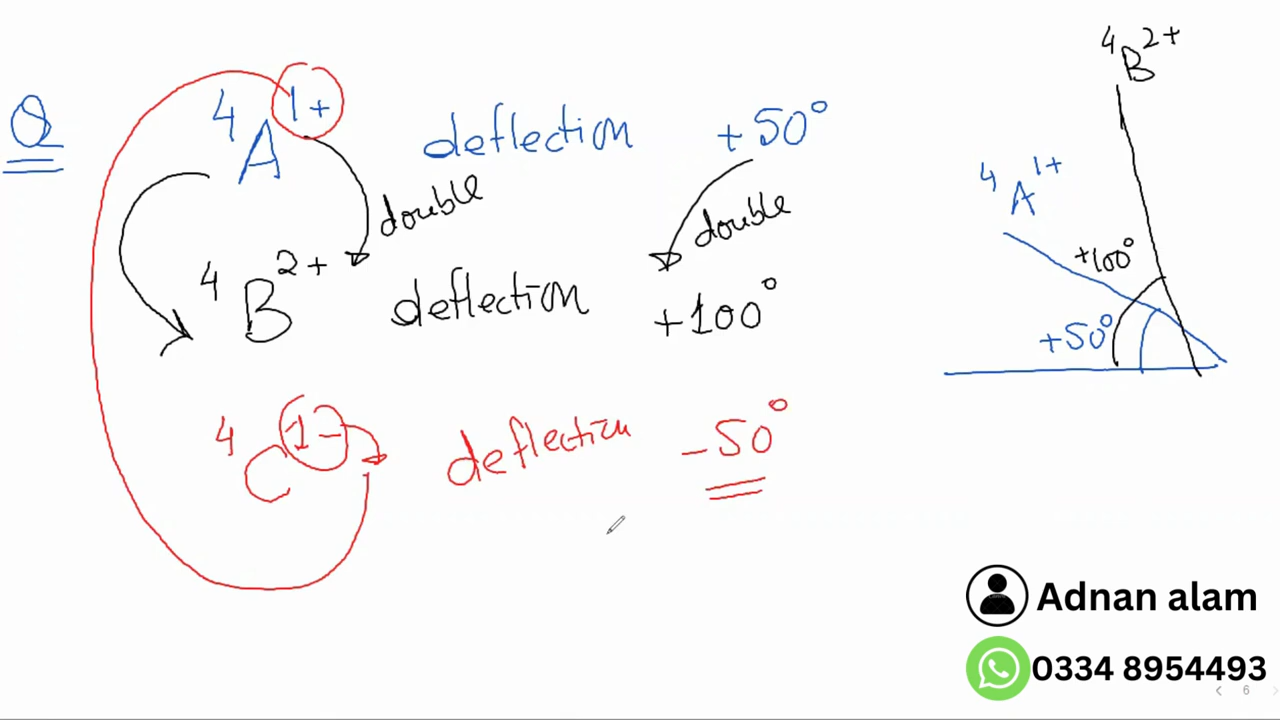 Q
4A1+ deflection +50°
double double
4B2+ deflection +100°
4C1- deflection -50°
4B2+
4A1+
+100°
+50°
Adnan alam
0334 8954493
6